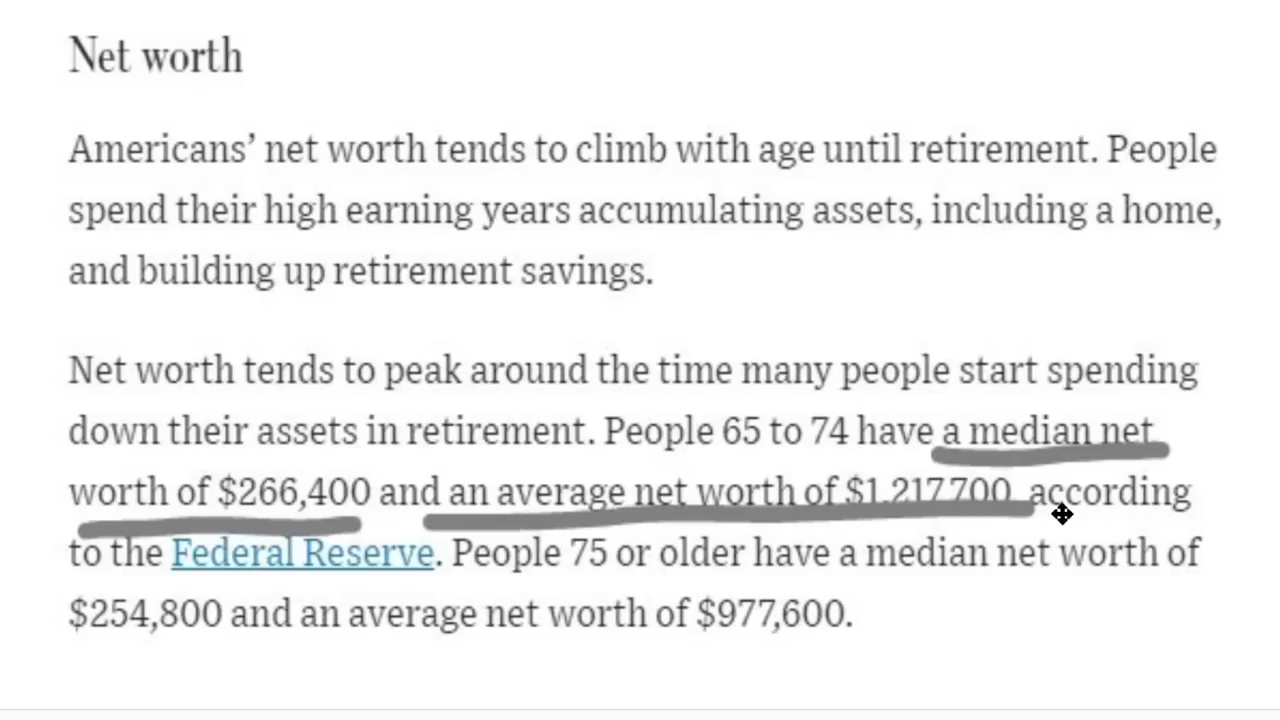 Net worth
Americans’ net worth tends to climb with age until retirement. People
spend their high earning years accumulating assets, including a home,
and building up retirement savings.
Net worth tends to peak around the time many people start spending
down their assets in retirement. People 65 to 74 have a median net
worth of $266,400 and an average net worth of $1,217,700, according
to the Federal Reserve. People 75 or older have a median net worth of
$254,800 and an average net worth of $977,600.